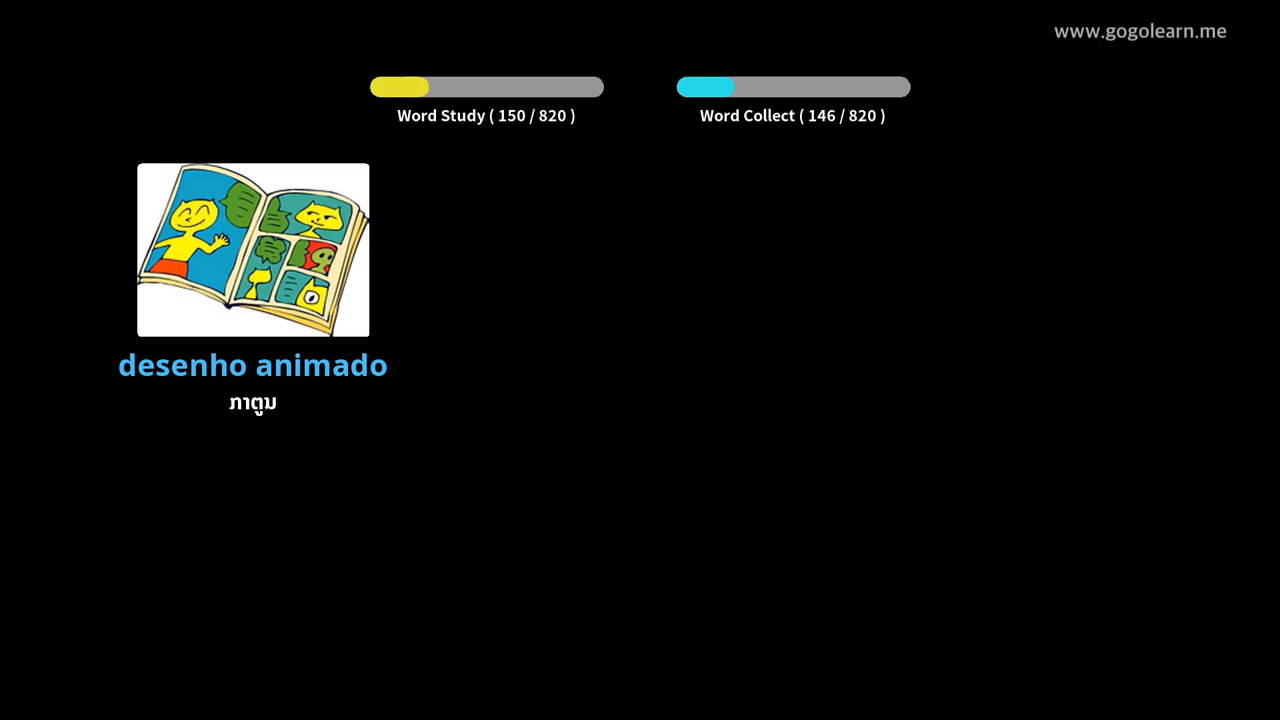 www.gogolearn.me
Word Study ( 150 / 820 )
Word Collect ( 146 / 820 )
desenho animado
ກາຕູນ